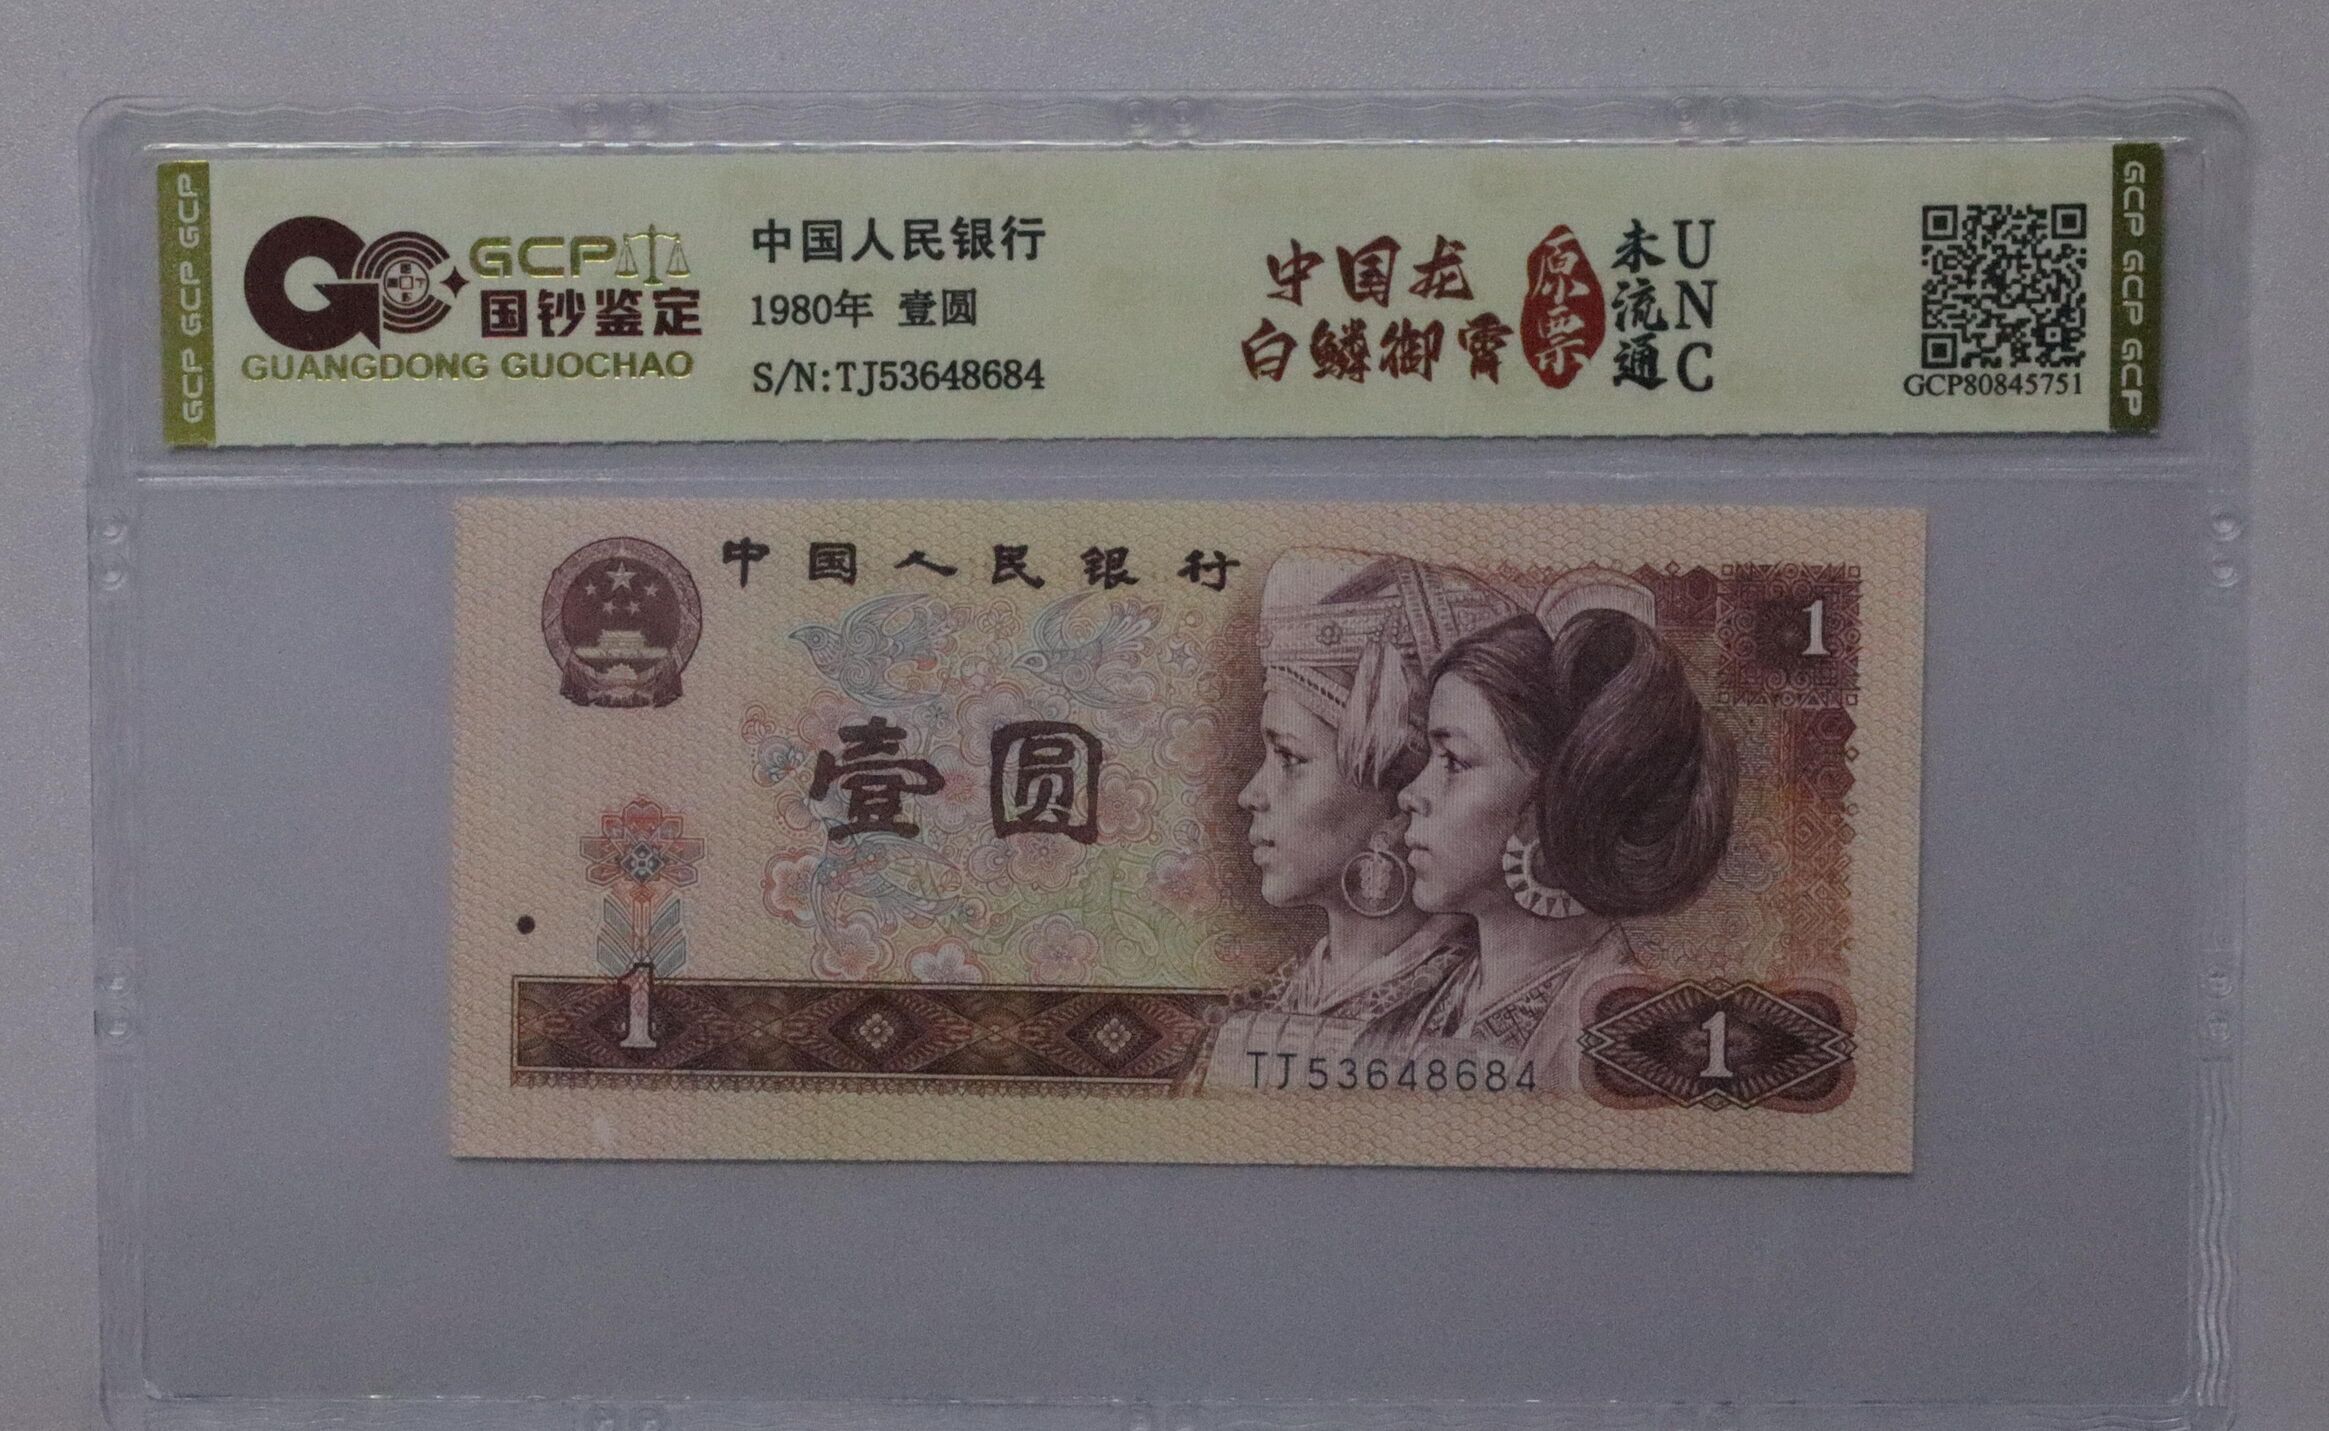 GCP GCP GCP
GCP
国钞鉴定
GUANGDONG GUOCHAO
中国人民银行
1980年 壹圆
S/N:TJ53648684
中国龙
白鳞御霄
原票
未流通
UNC
GCP80845751
GCP GCP GCP GCP
中国人民银行
1
壹圆
1
TJ53648684
1